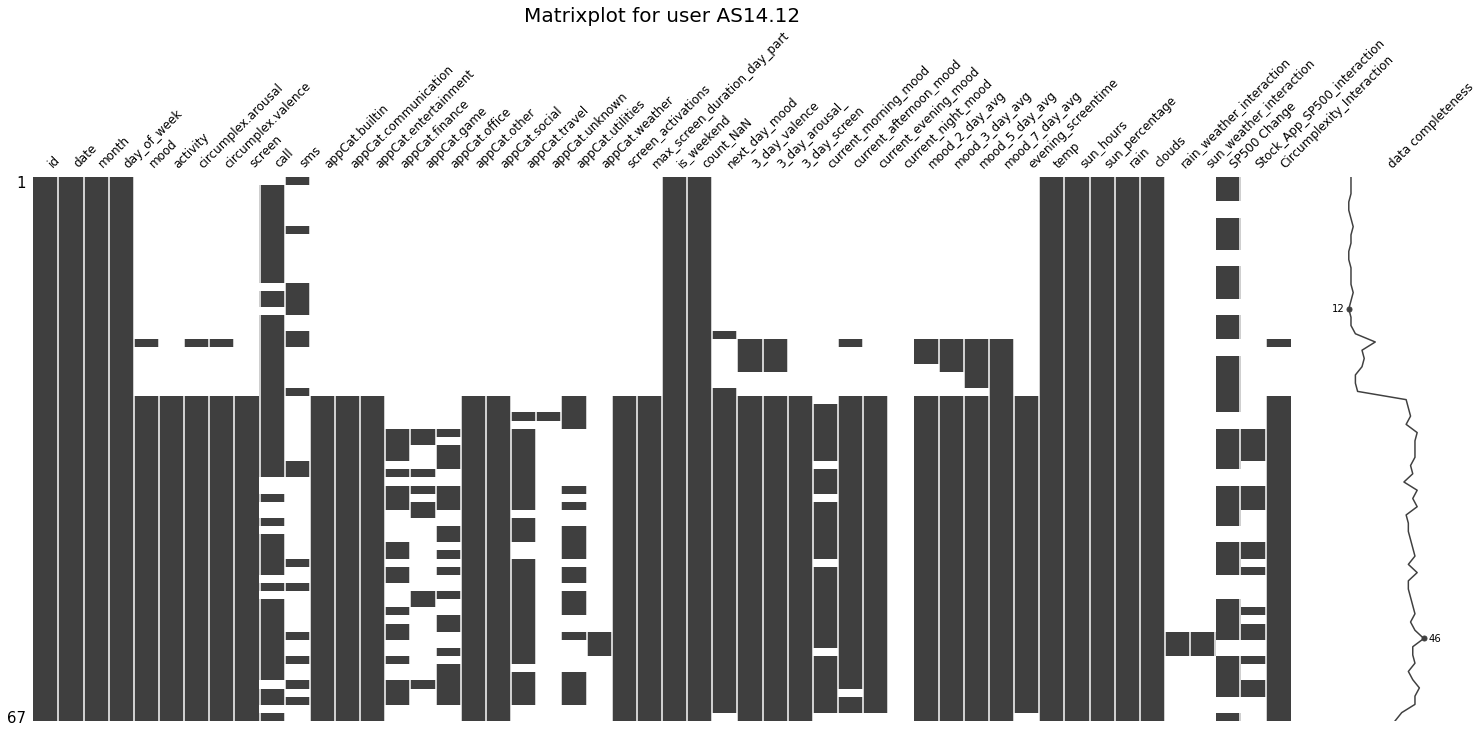 Matrixplot for user AS14.12
id
date
month
day_of_week
mood
activity
circumplex.arousal
circumplex.valence
screen
call
sms
appCat.builtin
appCat.communication
appCat.entertainment
appCat.finance
appCat.game
appCat.office
appCat.other
appCat.social
appCat.travel
appCat.unknown
appCat.utilities
appCat.weather
screen_activations
max_screen_duration_day_part
is_weekend
count_NaN
next_day_mood
3_day_valence
3_day_arousal_
3_day_screen
current_morning_mood
current_afternoon_mood
current_evening_mood
current_night_mood
mood_2_day_avg
mood_3_day_avg
mood_5_day_avg
mood_7_day_avg
evening_screentime
temp
sun_hours
sun_percentage
rain
clouds
rain_weather_interaction
sun_weather_interaction
SP500 Change
Stock_App_SP500_interaction
Circumplexity_Interaction
data completeness
1
12
46
67